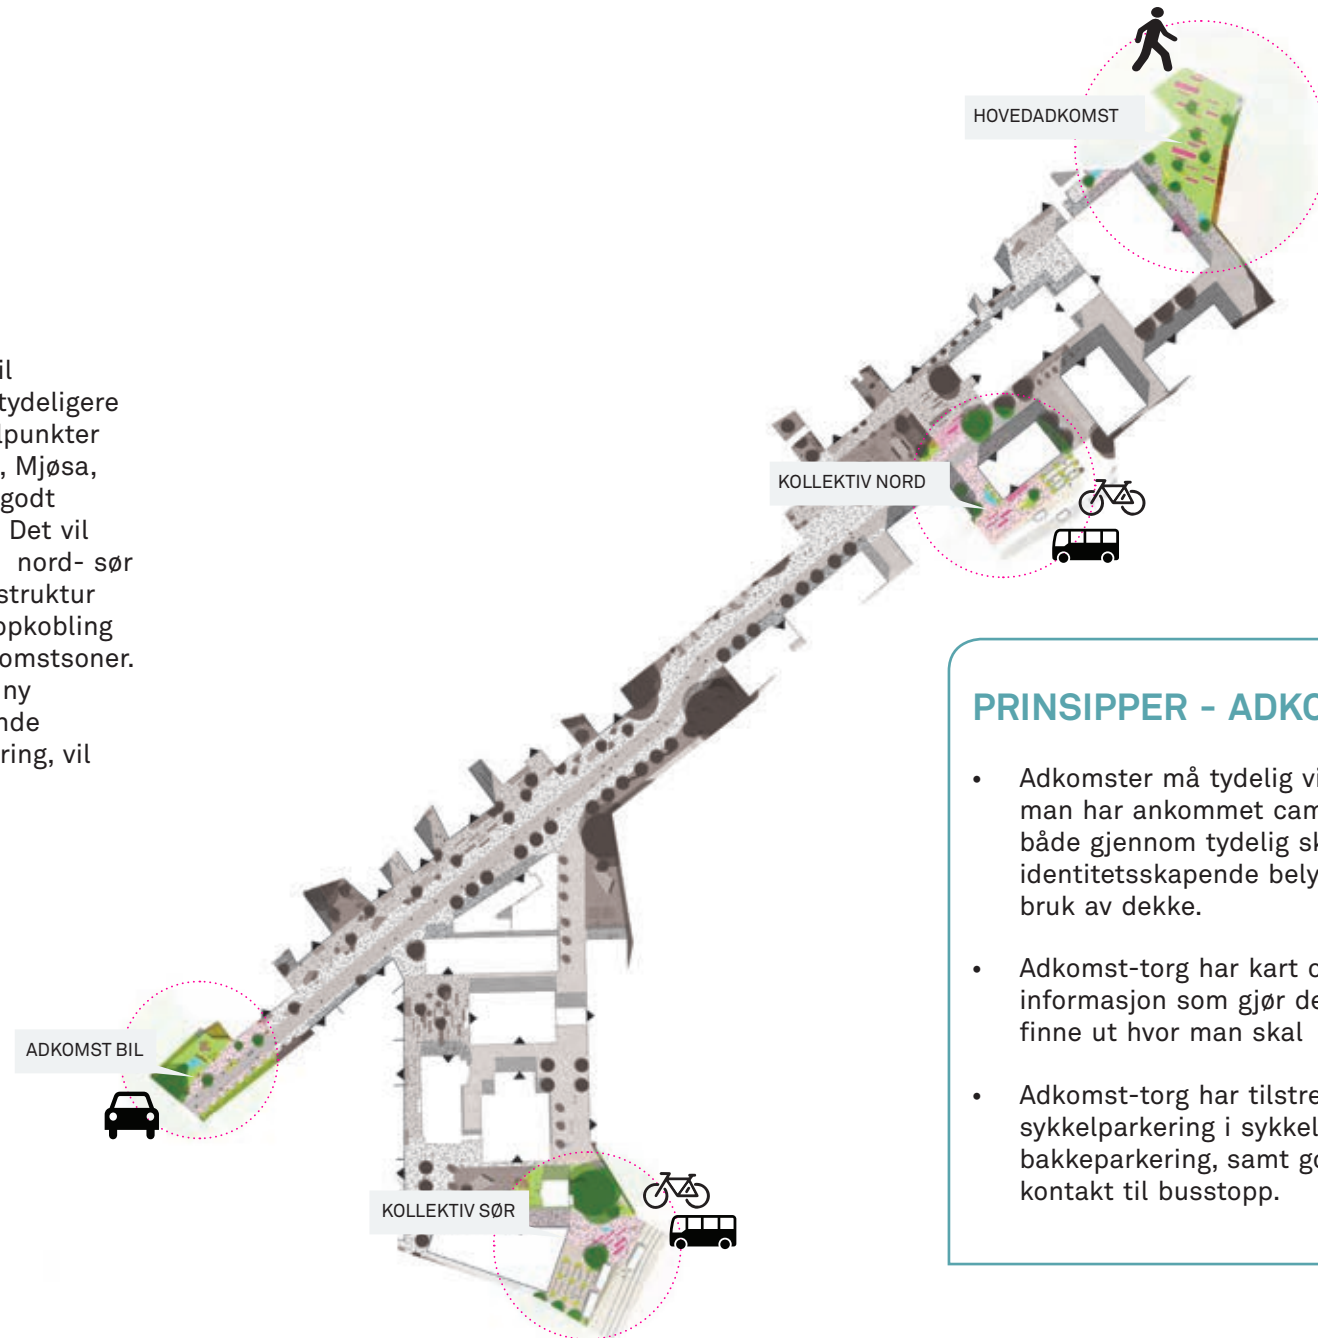 il
tydeligere
lpunkter
, Mjøsa,
godt
Det vil
nord- sør
struktur
oppkobling
omstsoner.
ny
nde
ring, vil
HOVEDADKOMST
KOLLEKTIV NORD
ADKOMST BIL
KOLLEKTIV SØR
PRINSIPPER - ADKO
• Adkomster må tydelig vi
man har ankommet cam
både gjennom tydelig sk
identitetsskapende bely
bruk av dekke.
• Adkomst-torg har kart o
informasjon som gjør de
finne ut hvor man skal
• Adkomst-torg har tilstre
sykkelparkering i sykkel
bakkeparkering, samt go
kontakt til busstopp.